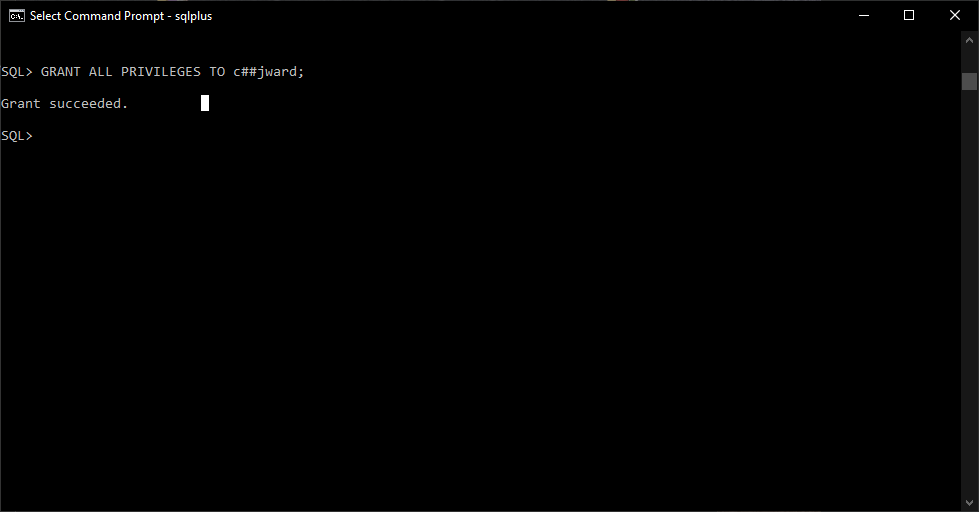 Select Command Prompt - sqlplus
SQL> GRANT ALL PRIVILEGES TO c##jward;
Grant succeeded.
SQL>